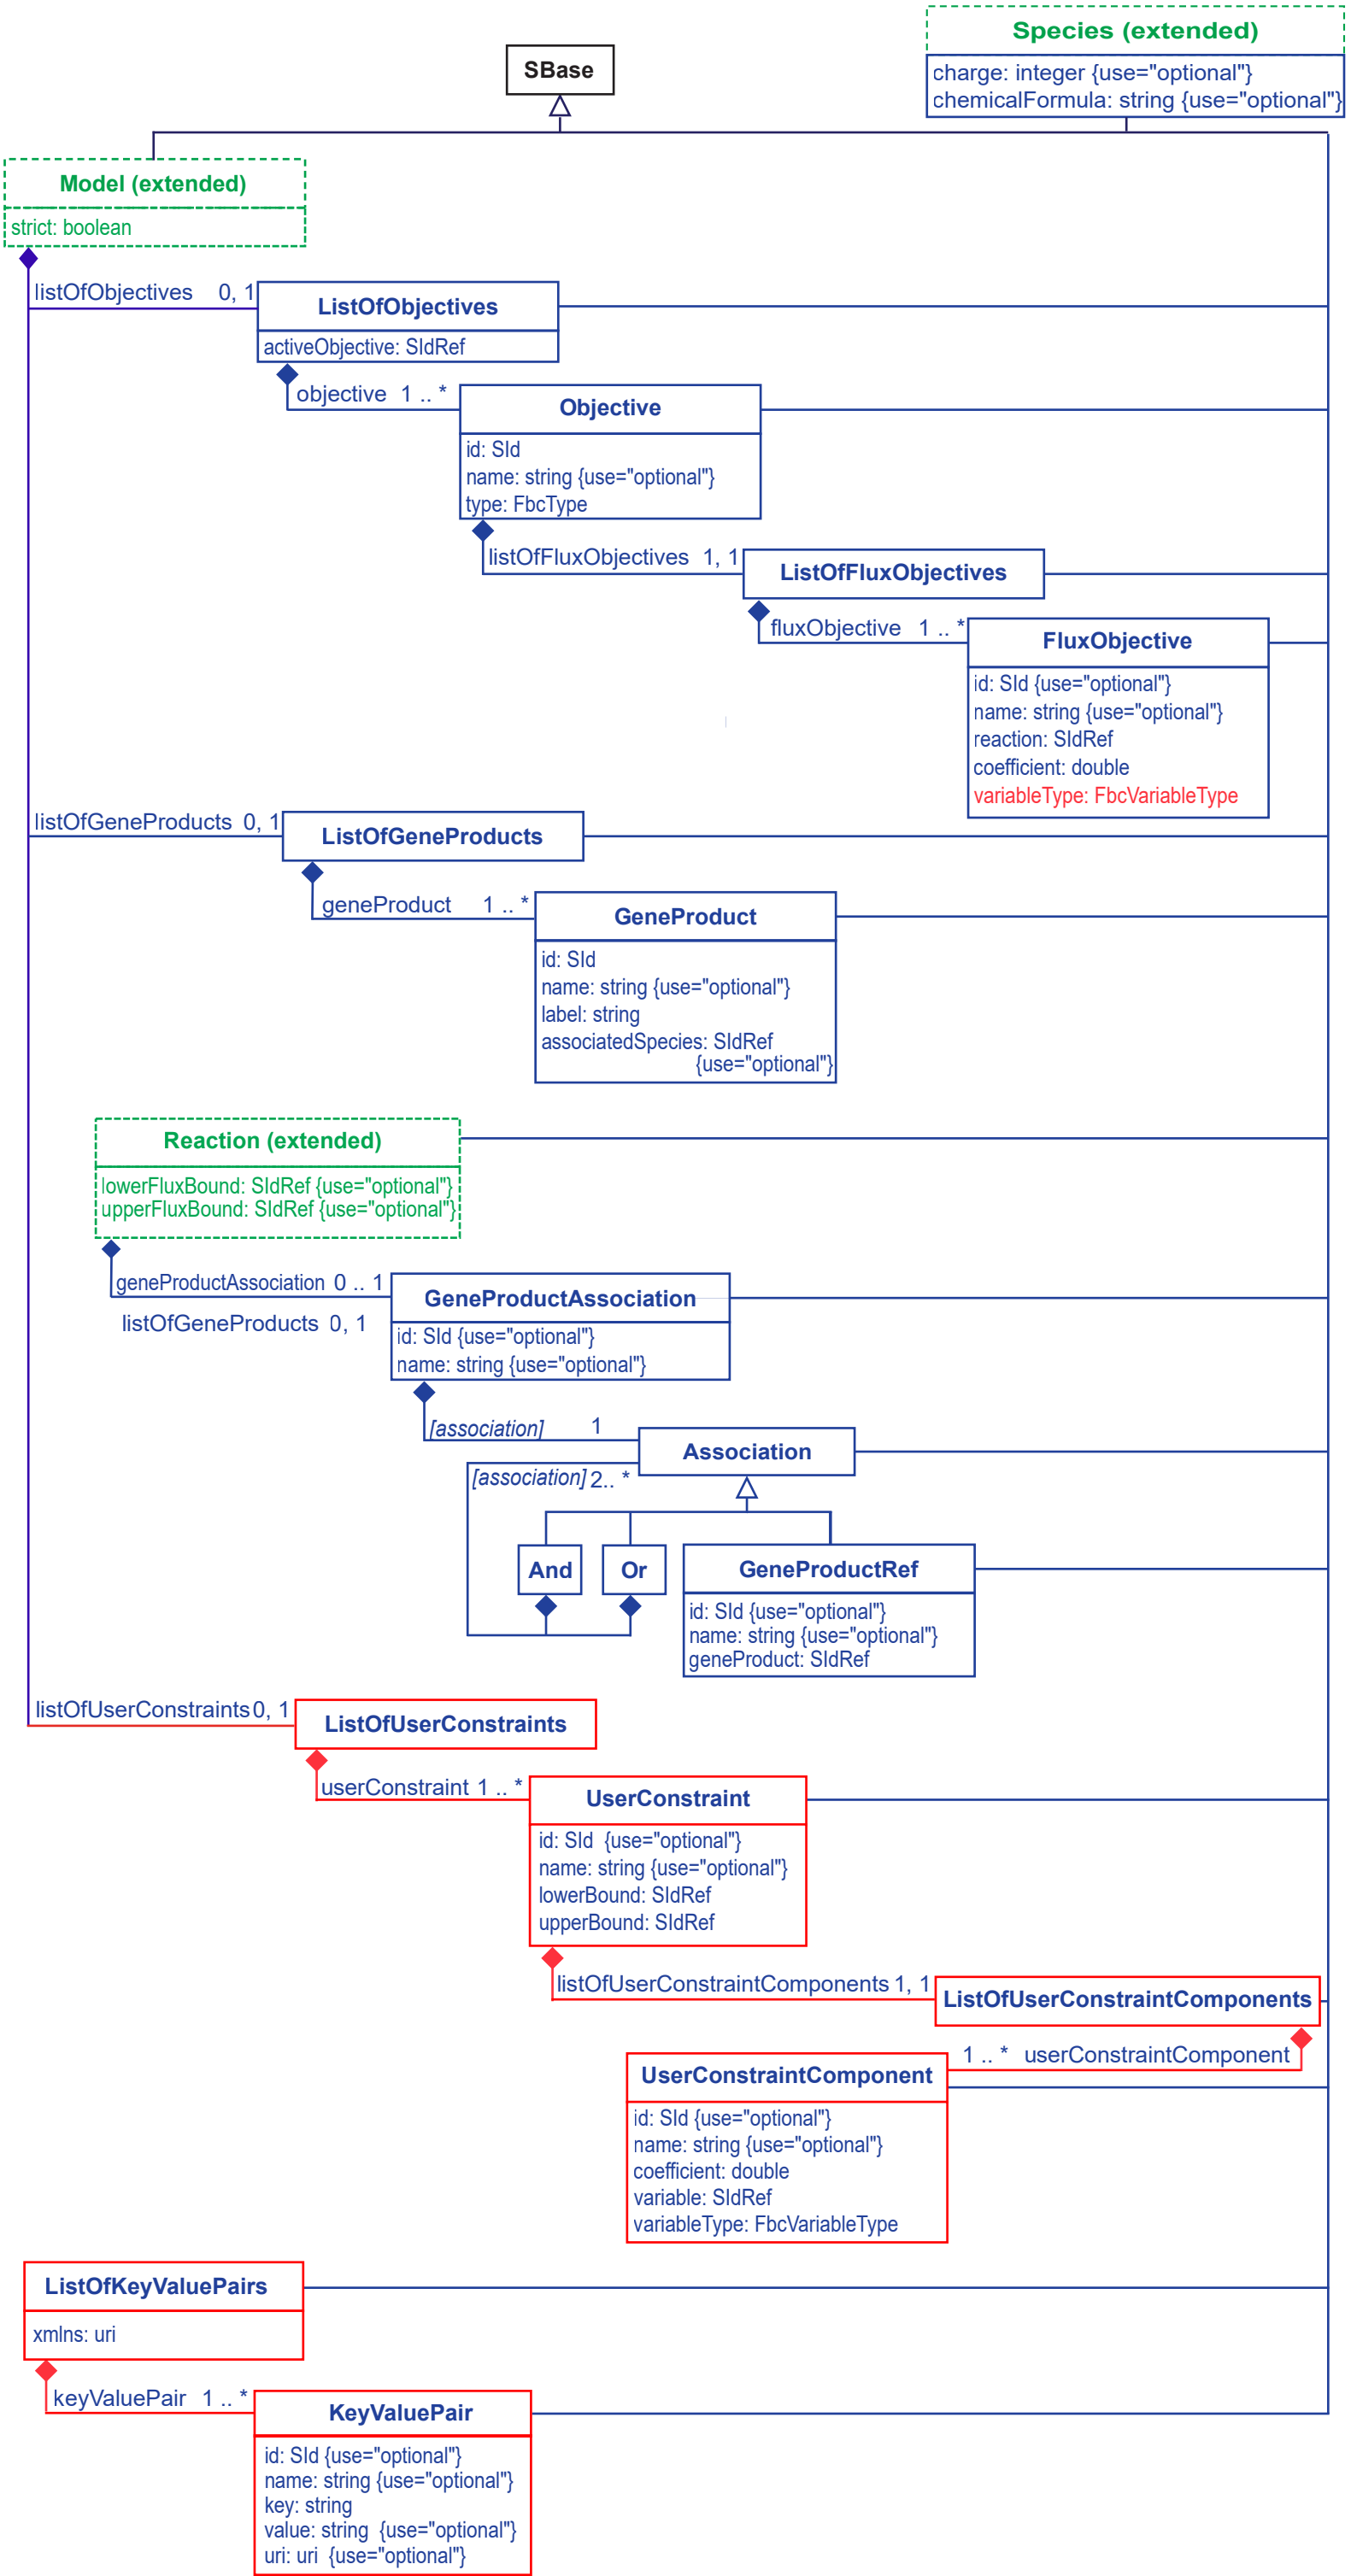 Species (extended)
charge: integer {use="optional"}
chemicalFormula: string {use="optional"}
SBase
Model (extended)
strict: boolean
listOfObjectives 0, 1
ListOfObjectives
activeObjective: SIdRef
objective 1 .. *
Objective
id: SId
name: string {use="optional"}
type: FbcType
listOfFluxObjectives 1, 1
ListOfFluxObjectives
fluxObjective 1 .. *
FluxObjective
id: SId {use="optional"}
name: string {use="optional"}
reaction: SIdRef
coefficient: double
variableType: FbcVariableType
listOfGeneProducts 0, 1
ListOfGeneProducts
geneProduct 1 .. *
GeneProduct
id: SId
name: string {use="optional"}
label: string
associatedSpecies: SIdRef
{use="optional"}
Reaction (extended)
lowerFluxBound: SIdRef {use="optional"}
upperFluxBound: SIdRef {use="optional"}
geneProductAssociation 0 .. 1
GeneProductAssociation
listOfGeneProducts 0, 1
id: SId {use="optional"}
name: string {use="optional"}
[association] 1
Association
[association] 2.. *
And
Or
GeneProductRef
id: SId {use="optional"}
name: string {use="optional"}
geneProduct: SIdRef
listOfUserConstraints 0, 1
ListOfUserConstraints
userConstraint 1 .. *
UserConstraint
id: SId {use="optional"}
name: string {use="optional"}
lowerBound: SIdRef
upperBound: SIdRef
listOfUserConstraintComponents 1, 1
ListOfUserConstraintComponents
1 .. * userConstraintComponent
UserConstraintComponent
id: SId {use="optional"}
name: string {use="optional"}
coefficient: double
variable: SIdRef
variableType: FbcVariableType
ListOfKeyValuePairs
xmlns: uri
keyValuePair 1 .. *
KeyValuePair
id: SId {use="optional"}
name: string {use="optional"}
key: string
value: string {use="optional"}
uri: uri {use="optional"}